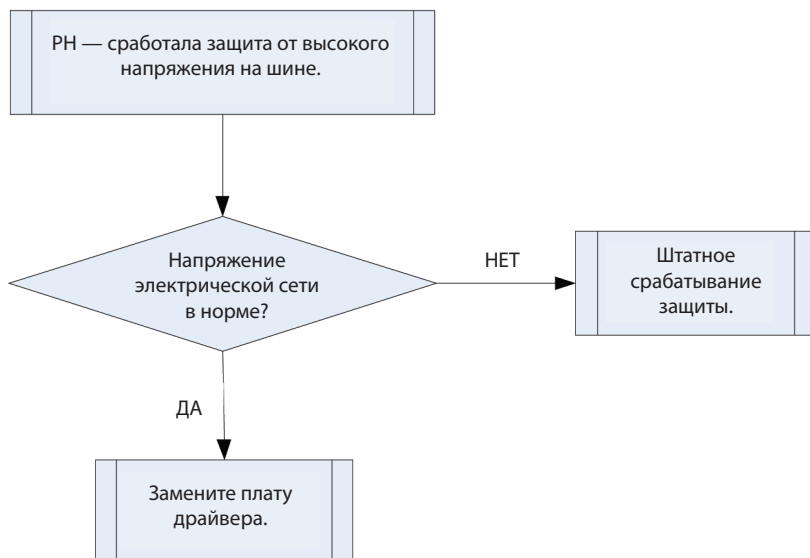 PH — сработала защита от высокого
напряжения на шине.
Напряжение
электрической сети
в норме?
НЕТ
Штатное
срабатывание
защиты.
ДА
Замените плату
драйвера.